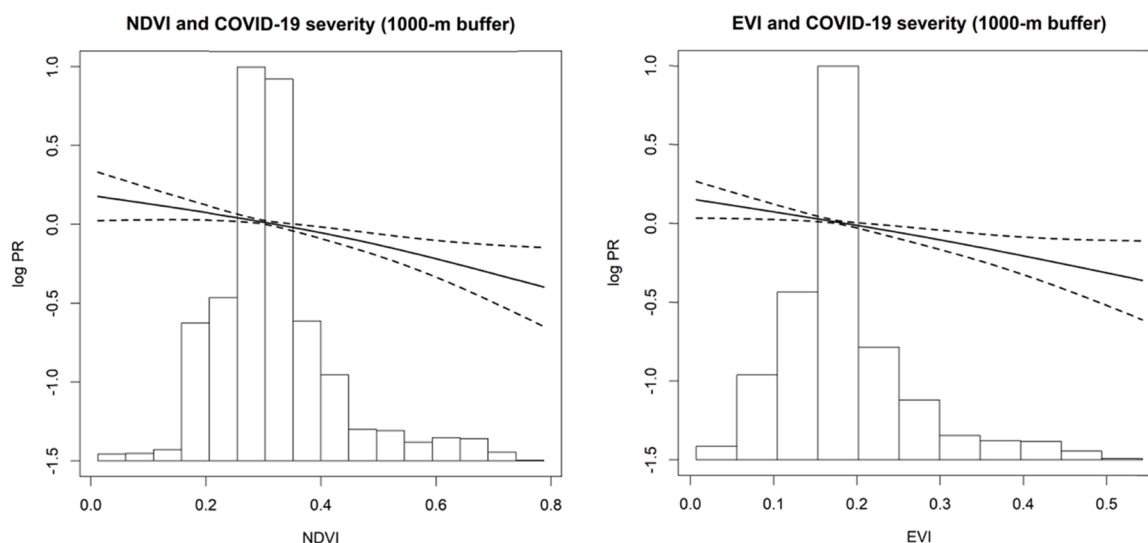 NDVI and COVID-19 severity (1000-m buffer)
log PR
1.0
0.5
0.0
-0.5
-1.0
-1.5
0.0 0.2 0.4 0.6 0.8
NDVI
EVI and COVID-19 severity (1000-m buffer)
log PR
1.0
0.5
0.0
-0.5
-1.0
-1.5
0.0 0.1 0.2 0.3 0.4 0.5
EVI